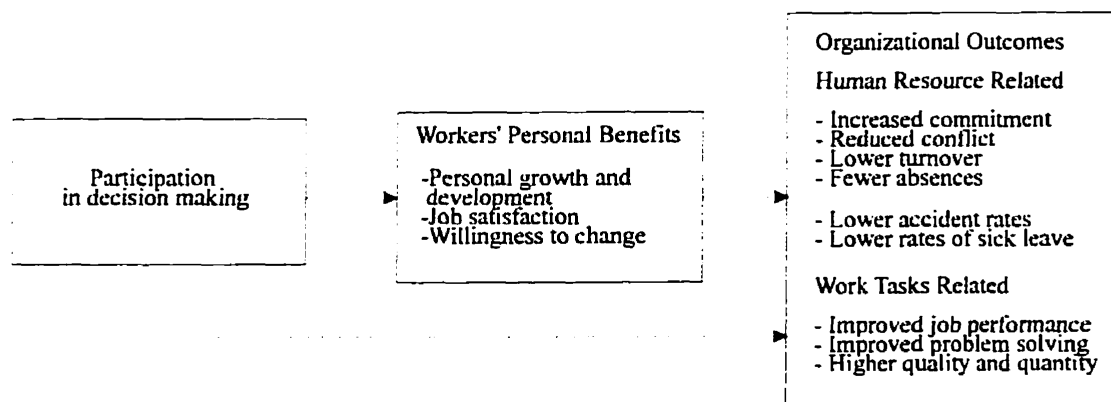 Participation
in decision making
Workers' Personal Benefits
-Personal growth and
development
-Job satisfaction
-Willingness to change
Organizational Outcomes
Human Resource Related
- Increased commitment
- Reduced conflict
- Lower turnover
- Fewer absences
- Lower accident rates
- Lower rates of sick leave
Work Tasks Related
- Improved job performance
- Improved problem solving
- Higher quality and quantity